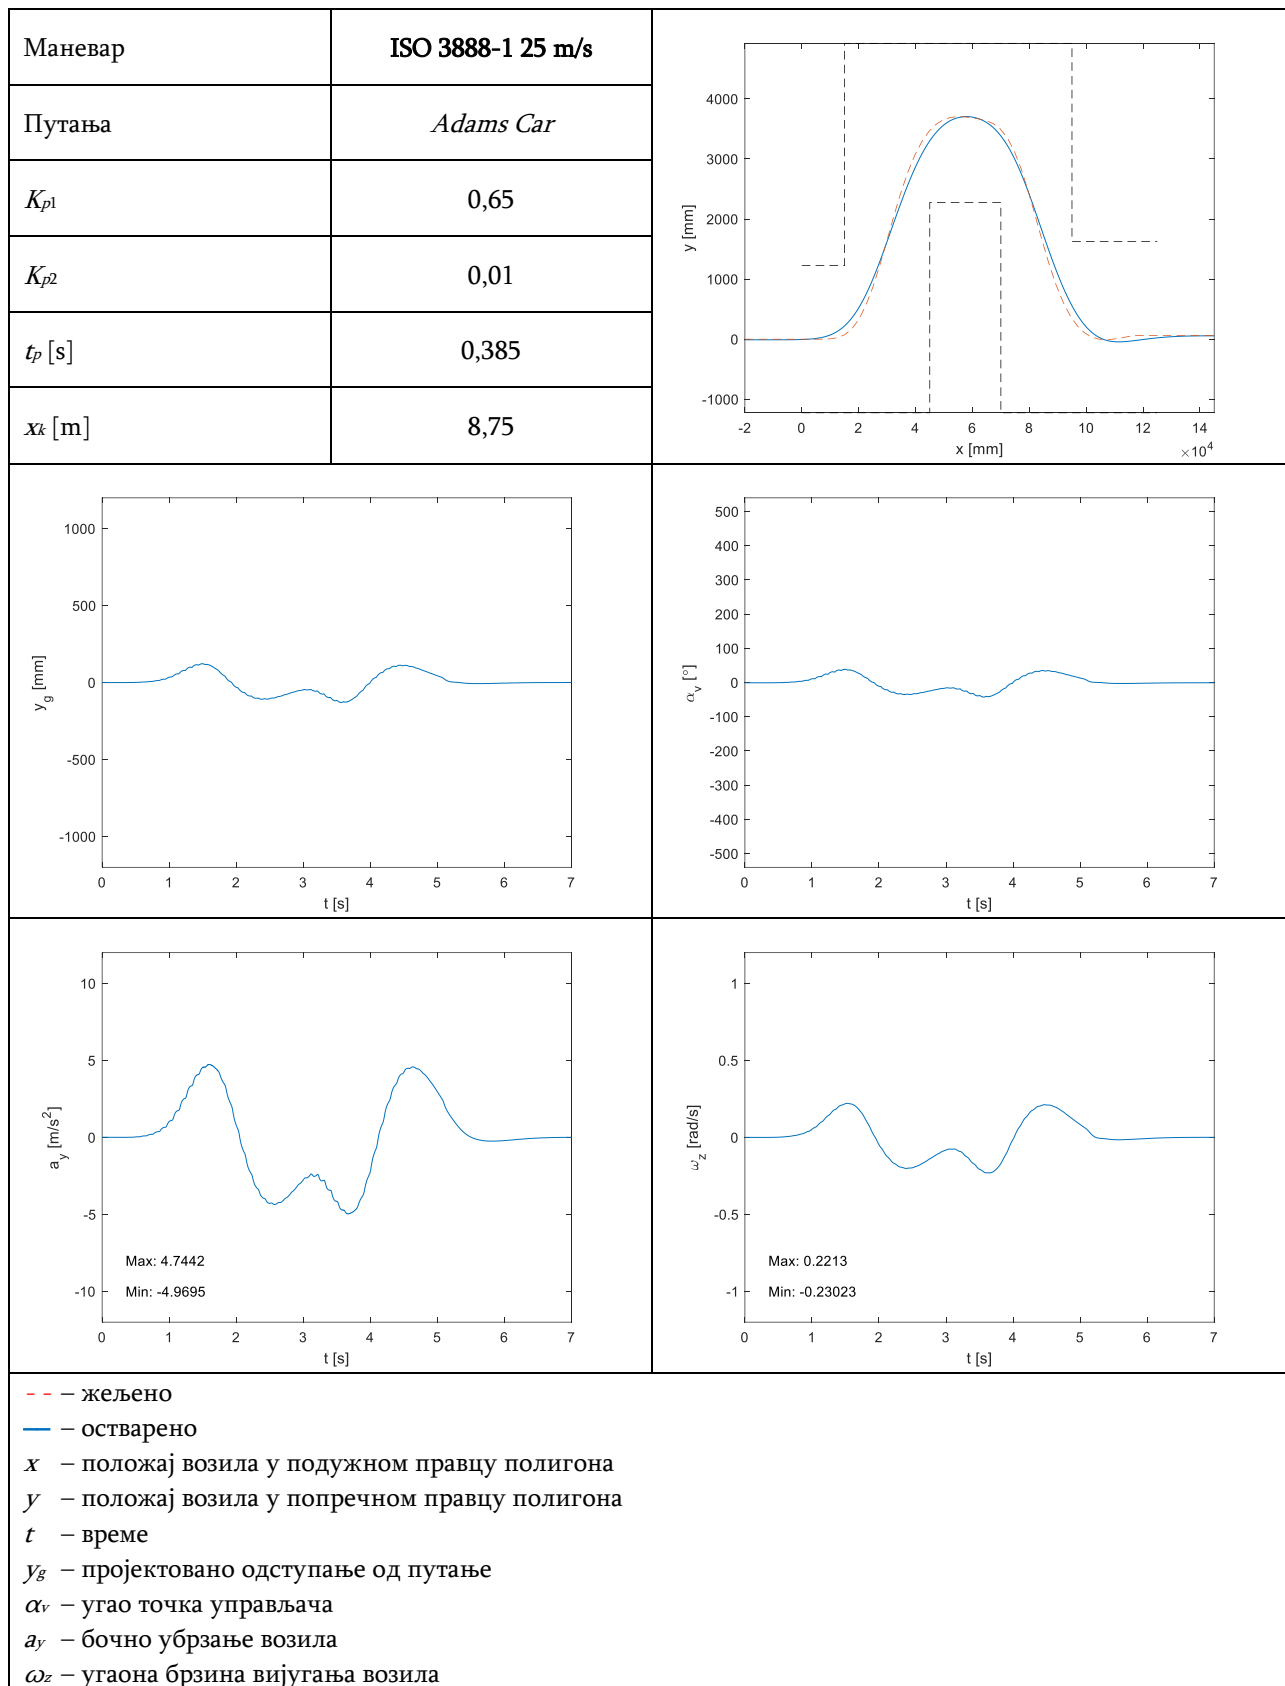 Маневар
ISO 3888-1 25 m/s
Путања
Adams Car
Kp1
0,65
Kp2
0,01
tp [s]
0,385
xk [m]
8,75
4000
3000
2000
1000
0
-1000
y [mm]
-2 0 2 4 6 8 10 12 14
x [mm]
×10⁴
1000
500
0
-500
-1000
y_g [mm]
0 1 2 3 4 5 6 7
t [s]
500
400
300
200
100
0
-100
-200
-300
-400
-500
α_v [°]
0 1 2 3 4 5 6 7
t [s]
10
5
0
-5
-10
a_y [m/s²]
Max: 4.7442
Min: -4.9695
0 1 2 3 4 5 6 7
t [s]
1
0.5
0
-0.5
-1
ω_z [rad/s]
Max: 0.2213
Min: -0.23023
0 1 2 3 4 5 6 7
t [s]
-- – жељено
— – остварено
x – положај возила у подужном правцу полигона
y – положај возила у попречном правцу полигона
t – време
yg – пројектовано одступање од путање
αv – угао точка управљача
ay – бочно убрзање возила
ωz – угаона брзина вијугања возила